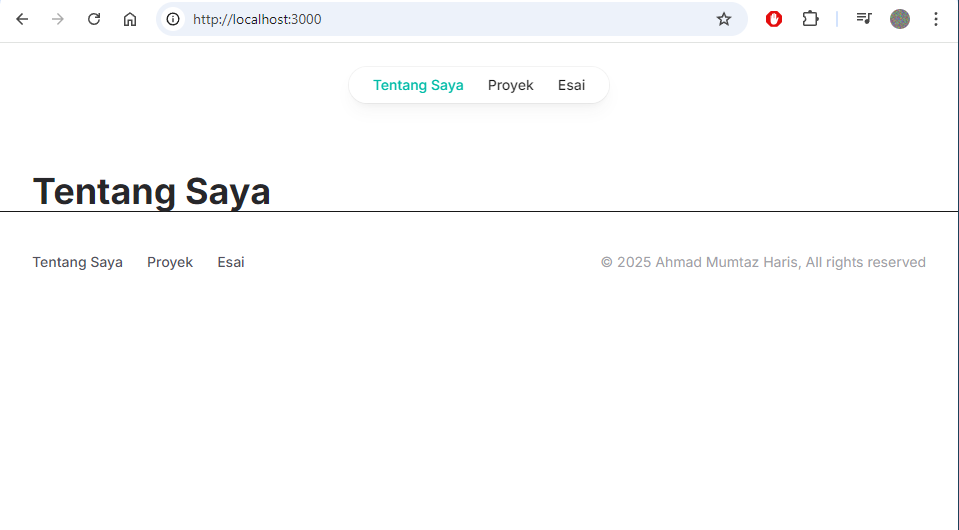 http://localhost:3000
Tentang Saya Proyek Esai
Tentang Saya
Tentang Saya Proyek Esai © 2025 Ahmad Mumtaz Haris, All rights reserved